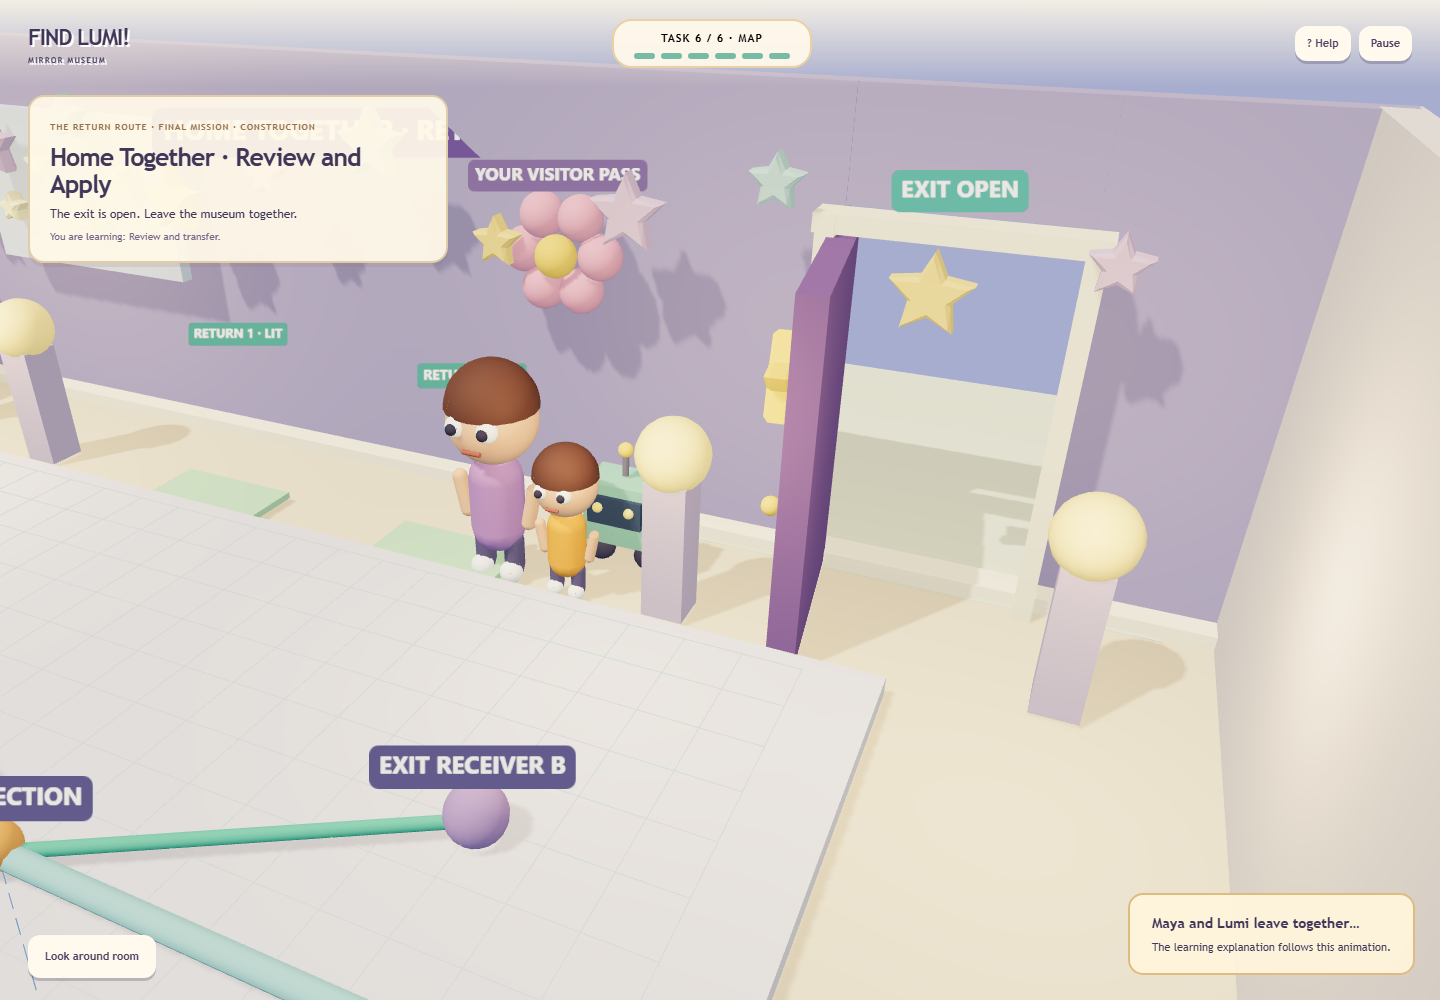 FIND LUMI!
MIRROR MUSEUM
TASK 6 / 6 • MAP
? Help
Pause
THE RETURN ROUTE • FINAL MISSION • CONSTRUCTION
Home Together · Review and
Apply
The exit is open. Leave the museum together.
You are learning: Review and transfer.
YOUR VISITOR PASS
EXIT OPEN
RETURN 1 · LIT
EXIT RECEIVER B
Look around room
Maya and Lumi leave together…
The learning explanation follows this animation.